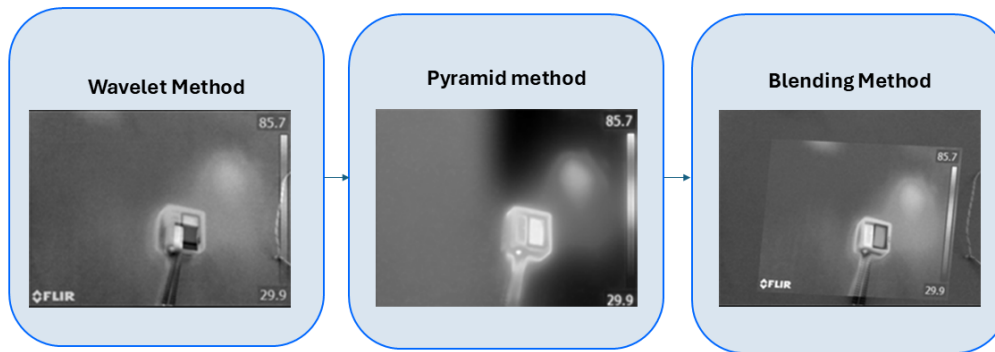 Wavelet Method
85.7
FLIR
29.9
Pyramid method
85.7
29.9
Blending Method
85.7
FLIR
29.9